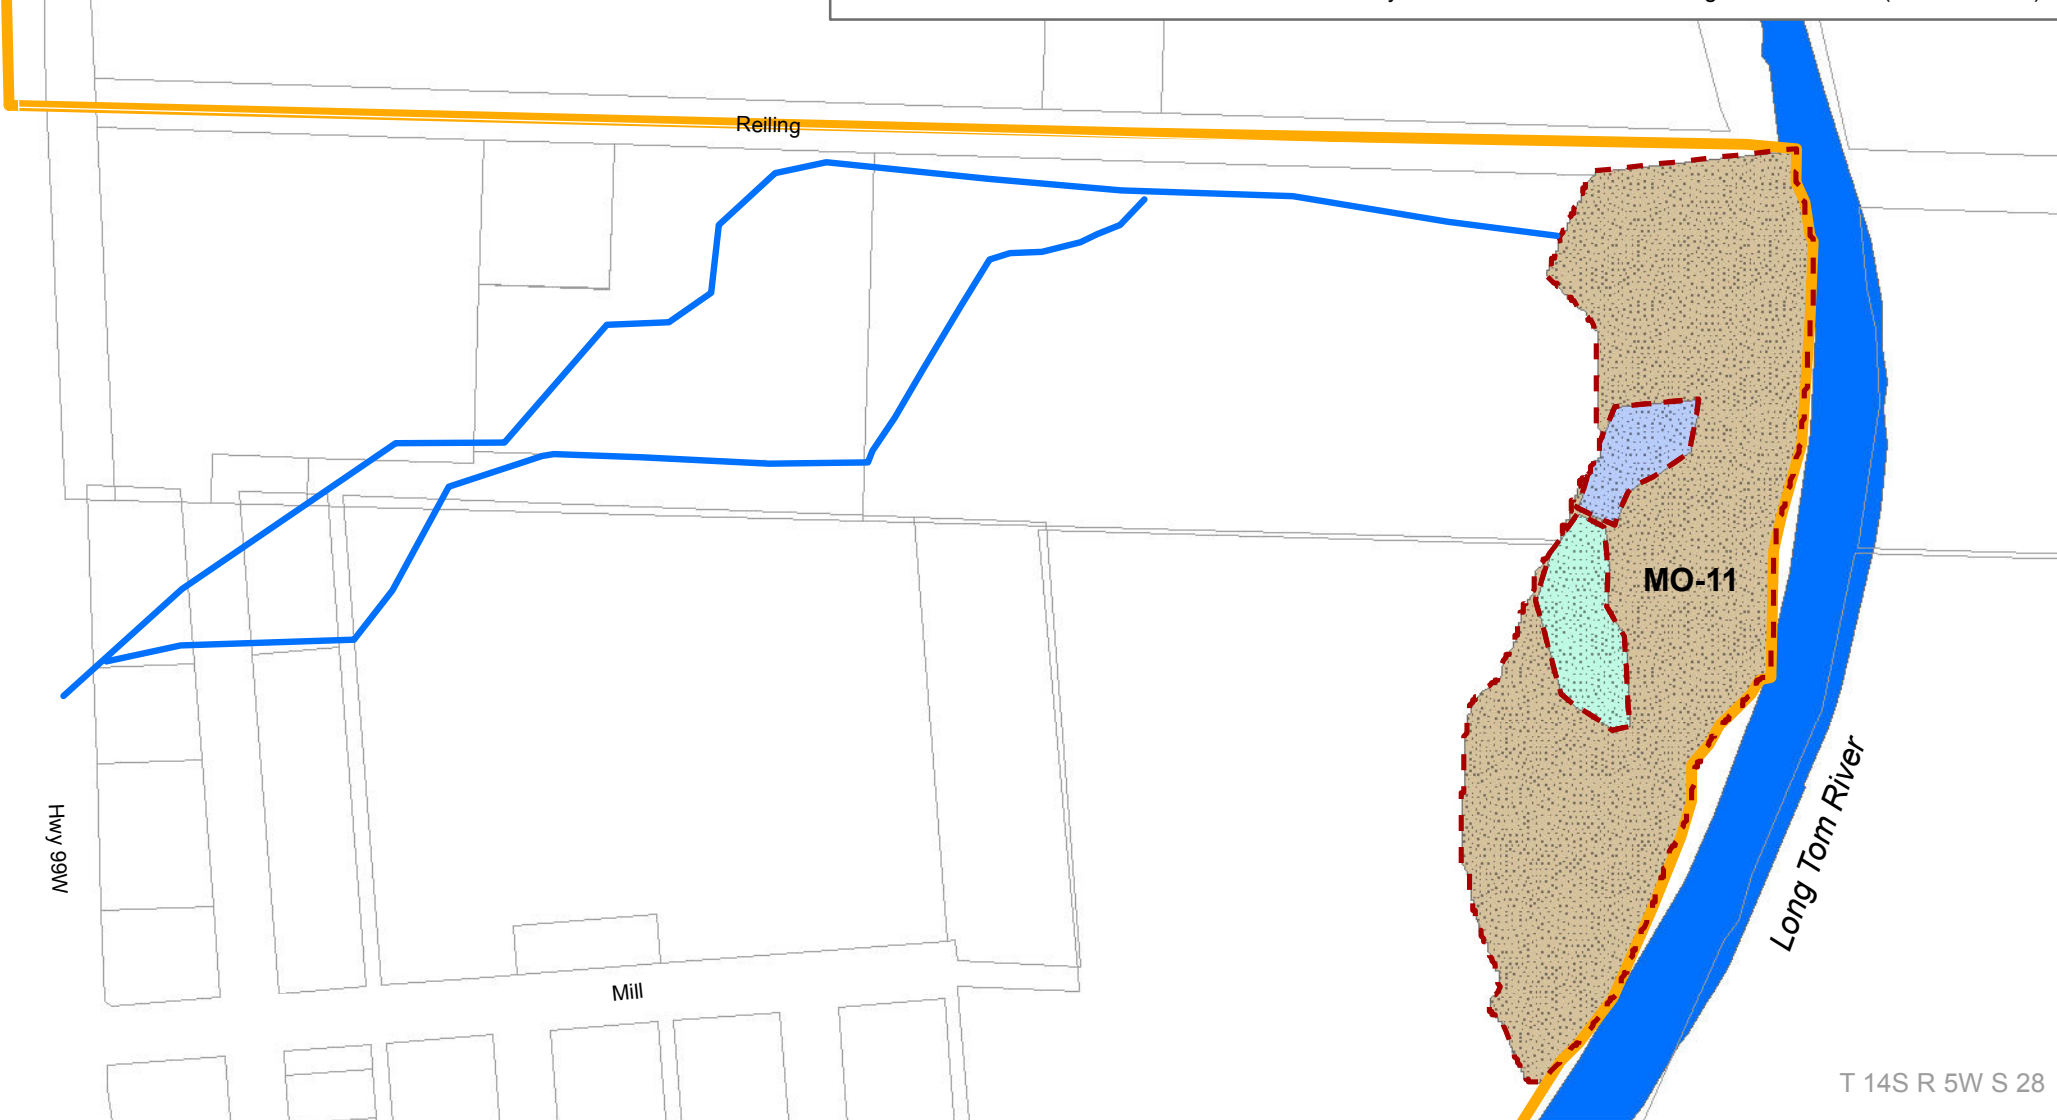 Reiling
MO-11
Hwy 99W
Long Tom River
Mill
T 14S R 5W S 28